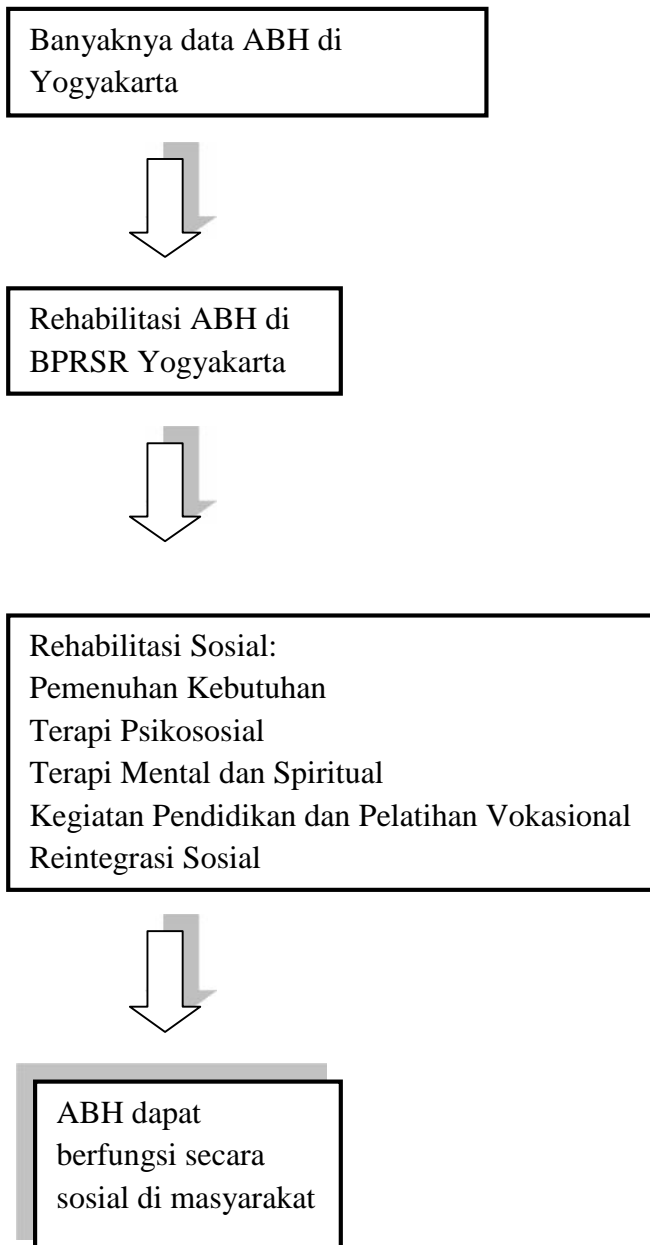 Banyaknya data ABH di
Yogyakarta
Rehabilitasi ABH di
BPRSR Yogyakarta
Rehabilitasi Sosial:
Pemenuhan Kebutuhan
Terapi Psikososial
Terapi Mental dan Spiritual
Kegiatan Pendidikan dan Pelatihan Vokasional
Reintegrasi Sosial
ABH dapat
berfungsi secara
sosial di masyarakat